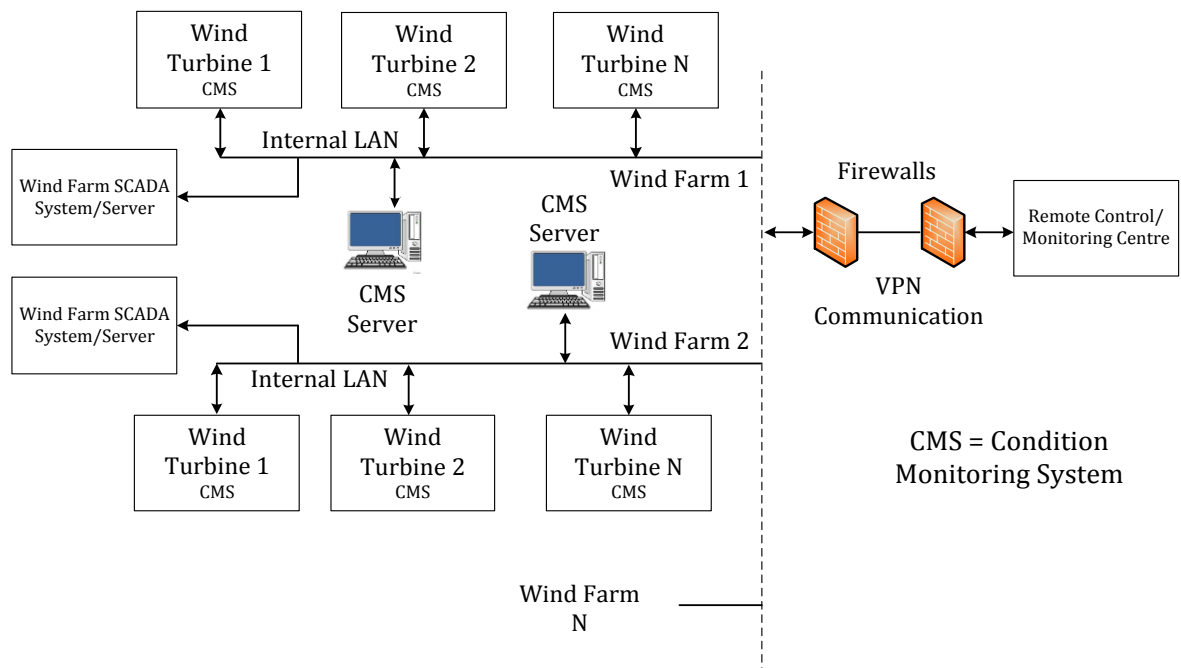 Wind
Turbine 1
CMS
Wind
Turbine 2
CMS
Wind
Turbine N
CMS
Internal LAN
Wind Farm SCADA
System/Server
Wind Farm 1
CMS
Server
CMS
Server
Firewalls
Remote Control/
Monitoring Centre
VPN
Communication
Wind Farm SCADA
System/Server
Wind Farm 2
Internal LAN
Wind
Turbine 1
CMS
Wind
Turbine 2
CMS
Wind
Turbine N
CMS
CMS = Condition
Monitoring System
Wind Farm
N